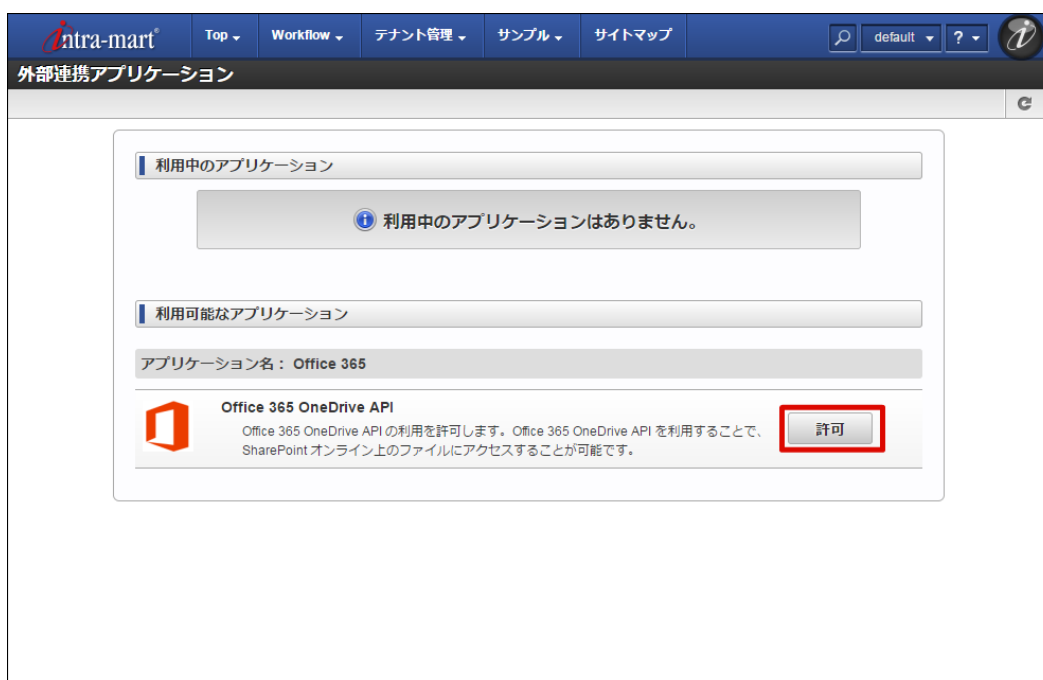 intra-mart® Top Workflow テナント管理 サンプル サイトマップ default ?
外部連携アプリケーション
利用中のアプリケーション
利用中のアプリケーションはありません。
利用可能なアプリケーション
アプリケーション名： Office 365
Office 365 OneDrive API
Office 365 OneDrive API の利用を許可します。Office 365 OneDrive API を利用することで、
SharePoint オンライン上のファイルにアクセスすることが可能です。
許可